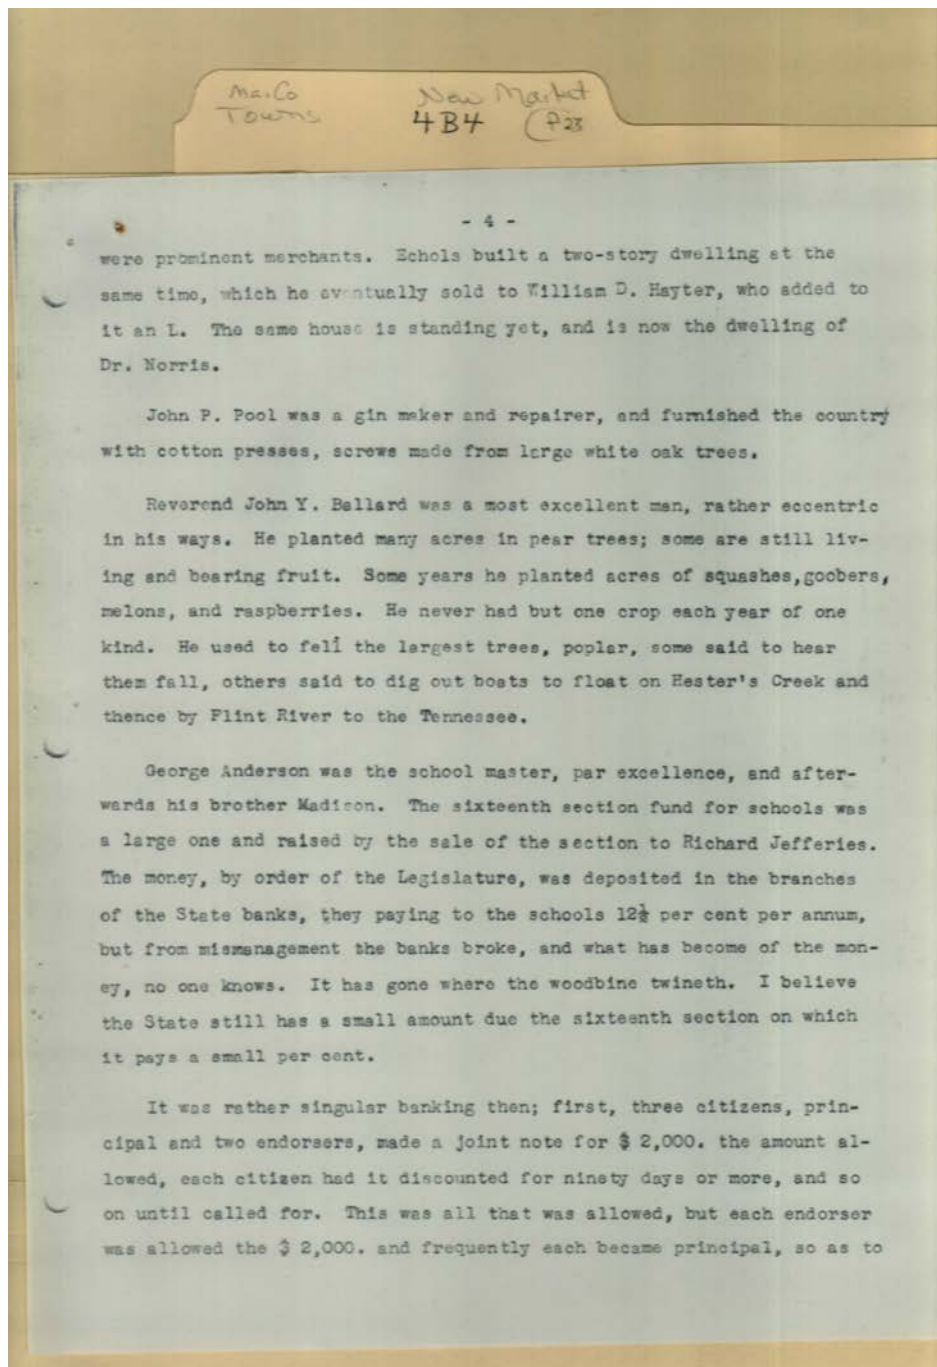 Ma. Co New Market
Towns 4B4 (P23
- 4 -
were prominent merchants. Echols built a two-story dwelling at the
same time, which he eventually sold to William D. Hayter, who added to
it an L. The same house is standing yet, and is now the dwelling of
Dr. Norris.
John P. Pool was a gin maker and repairer, and furnished the country
with cotton presses, screws made from large white oak trees.
Reverend John Y. Ballard was a most excellent man, rather eccentric
in his ways. He planted many acres in pear trees; some are still liv-
ing and bearing fruit. Some years he planted acres of squashes,goobers,
melons, and raspberries. He never had but one crop each year of one
kind. He used to fell the largest trees, poplar, some said to hear
them fall, others said to dig out boats to float on Hester's Creek and
thence by Flint River to the Tennessee.
George Anderson was the school master, par excellence, and after-
wards his brother Madison. The sixteenth section fund for schools was
a large one and raised by the sale of the section to Richard Jefferies.
The money, by order of the Legislature, was deposited in the branches
of the State banks, they paying to the schools 12½ per cent per annum,
but from mismanagement the banks broke, and what has become of the mon-
ey, no one knows. It has gone where the woodbine twineth. I believe
the State still has a small amount due the sixteenth section on which
it pays a small per cent.
It was rather singular banking then; first, three citizens, prin-
cipal and two endorsers, made a joint note for $ 2,000. the amount al-
lowed, each citizen had it discounted for ninety days or more, and so
on until called for. This was all that was allowed, but each endorser
was allowed the $ 2,000. and frequently each became principal, so as to